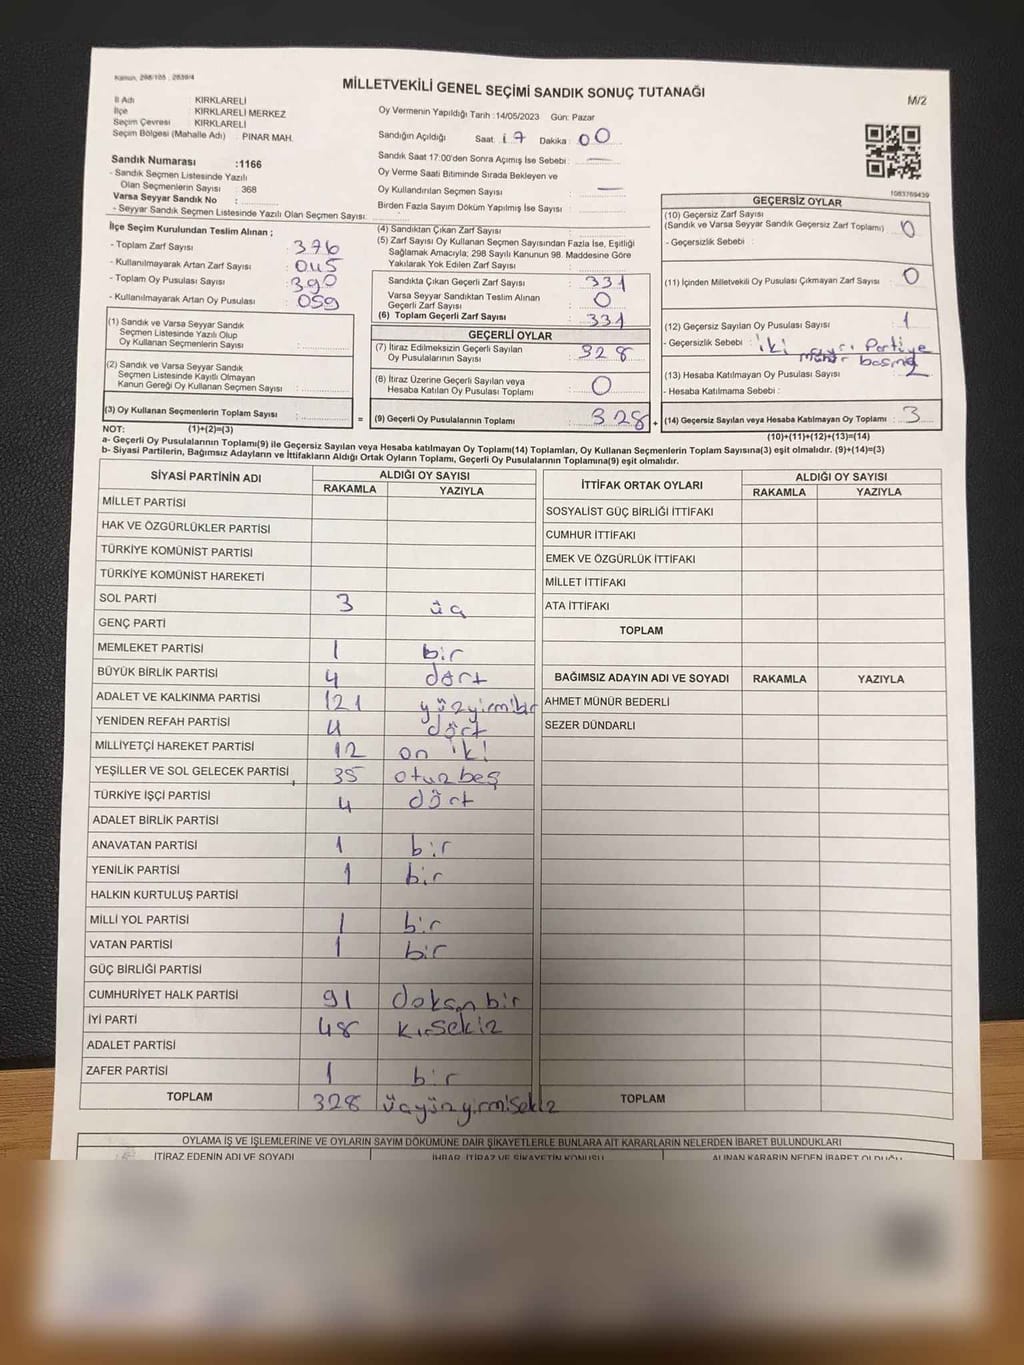 Kanun, 298/105 , 2839/4
MİLLETVEKİLİ GENEL SEÇİMİ SANDIK SONUÇ TUTANAĞI
M/2
İl Adı : KIRKLARELİ
İlçe : KIRKLARELİ MERKEZ
Seçim Çevresi : KIRKLARELİ
Seçim Bölgesi (Mahalle Adı) : PINAR MAH.
Sandık Numarası :1166
- Sandık Seçmen Listesinde Yazılı
Olan Seçmenlerin Sayısı : 368
Varsa Seyyar Sandık No :
- Seyyar Sandık Seçmen Listesinde Yazılı Olan Seçmen Sayısı:
Oy Vermenin Yapıldığı Tarih :14/05/2023 Gün: Pazar
Sandığın Açıldığı Saat: 17 Dakika : 00
Sandık Saat 17:00'den Sonra Açımış İse Sebebi : —
Oy Verme Saati Bitiminde Sırada Bekleyen ve
Oy Kullandırılan Seçmen Sayısı : —
Birden Fazla Sayım Döküm Yapılmış İse Sayısı :
1083769439
İlçe Seçim Kurulundan Teslim Alınan ;
- Toplam Zarf Sayısı : 376
- Kullanılmayarak Artan Zarf Sayısı : 045
- Toplam Oy Pusulası Sayısı : 390
- Kullanılmayarak Artan Oy Pusulası : 059
(1) Sandık ve Varsa Seyyar Sandık
Seçmen Listesinde Yazılı Olup
Oy Kullanan Seçmenlerin Sayısı :
(2) Sandık ve Varsa Seyyar Sandık
Seçmen Listesinde Kayıtlı Olmayan
Kanun Gereği Oy Kullanan Seçmen Sayısı :
(3) Oy Kullanan Seçmenlerin Toplam Sayısı :
(4) Sandıktan Çıkan Zarf Sayısı :
(5) Zarf Sayısı Oy Kullanan Seçmen Sayısından Fazla İse, Eşitliği
Sağlamak Amacıyla; 298 Sayılı Kanunun 98. Maddesine Göre
Yakılarak Yok Edilen Zarf Sayısı :
Sandıkta Çıkan Geçerli Zarf Sayısı : 331
Varsa Seyyar Sandıktan Teslim Alınan
Geçerli Zarf Sayısı : 0
(6) Toplam Geçerli Zarf Sayısı : 331
GEÇERLİ OYLAR
(7) İtiraz Edilmeksizin Geçerli Sayılan
Oy Pusulalarının Sayısı : 328
(8) İtiraz Üzerine Geçerli Sayılan veya
Hesaba Katılan Oy Pusulaları Toplamı : 0
= (9) Geçerli Oy Pusulalarının Toplamı : 328
GEÇERSİZ OYLAR
(10) Geçersiz Zarf Sayısı
(Sandık ve Varsa Seyyar Sandık Geçersiz Zarf Toplamı) : 0
- Geçersizlik Sebebi :
(11) İçinden Milletvekili Oy Pusulası Çıkmayan Zarf Sayısı : 0
(12) Geçersiz Sayılan Oy Pusulası Sayısı : 1
- Geçersizlik Sebebi : iki ayrı Partiye
mühür basma
(13) Hesaba Katılmayan Oy Pusulası Sayısı : 2
- Hesaba Katılmama Sebebi :
+ (14) Geçersiz Sayılan veya Hesaba Katılmayan Oy Toplamı : 3
NOT: (1)+(2)=(3)
(10)+(11)+(12)+(13)=(14)
a- Geçerli Oy Pusulalarının Toplamı(9) ile Geçersiz Sayılan veya Hesaba katılmayan Oy Toplamı(14) Toplamları, Oy Kullanan Seçmenlerin Toplam Sayısına(3) eşit olmalıdır. (9)+(14)=(3)
b- Siyasi Partilerin, Bağımsız Adayların ve İttifakların Aldığı Ortak Oyların Toplamı, Geçerli Oy Pusulalarının Toplamına(9) eşit olmalıdır.
SİYASİ PARTİNİN ADI ALDIĞI OY SAYISI
RAKAMLA YAZIYLA
MİLLET PARTİSİ
HAK VE ÖZGÜRLÜKLER PARTİSİ
TÜRKİYE KOMÜNİST PARTİSİ
TÜRKİYE KOMÜNİST HAREKETİ
SOL PARTİ 3 üç
GENÇ PARTİ
MEMLEKET PARTİSİ 1 bir
BÜYÜK BİRLİK PARTİSİ 4 dört
ADALET VE KALKINMA PARTİSİ 121 yüzyirmibir
YENİDEN REFAH PARTİSİ 4 dört
MİLLİYETÇİ HAREKET PARTİSİ 12 on iki
YEŞİLLER VE SOL GELECEK PARTİSİ 35 otuzbeş
TÜRKİYE İŞÇİ PARTİSİ 4 dört
ADALET BİRLİK PARTİSİ
ANAVATAN PARTİSİ 1 bir
YENİLİK PARTİSİ 1 bir
HALKIN KURTULUŞ PARTİSİ
MİLLİ YOL PARTİSİ 1 bir
VATAN PARTİSİ 1 bir
GÜÇ BİRLİĞİ PARTİSİ
CUMHURİYET HALK PARTİSİ 91 doksan bir
İYİ PARTİ 48 kırsekiz
ADALET PARTİSİ
ZAFER PARTİSİ 1 bir
TOPLAM 328 üçyüzyirmisekiz
İTTİFAK ORTAK OYLARI ALDIĞI OY SAYISI
RAKAMLA YAZIYLA
SOSYALİST GÜÇ BİRLİĞİ İTTİFAKI
CUMHUR İTTİFAKI
EMEK VE ÖZGÜRLÜK İTTİFAKI
MİLLET İTTİFAKI
ATA İTTİFAKI
TOPLAM
BAĞIMSIZ ADAYIN ADI VE SOYADI RAKAMLA YAZIYLA
AHMET MÜNÜR BEDERLİ
SEZER DÜNDARLI
TOPLAM
OYLAMA İŞ VE İŞLEMLERİNE VE OYLARIN SAYIM DÖKÜMÜNE DAİR ŞİKAYETLERLE BUNLARA AİT KARARLARIN NELERDEN İBARET BULUNDUKLARI
İTİRAZ EDENİN ADI VE SOYADI İHBAR, İTİRAZ VE ŞİKAYETİN KONUSU ALINAN KARARIN NEDEN İBARET OLDUĞU